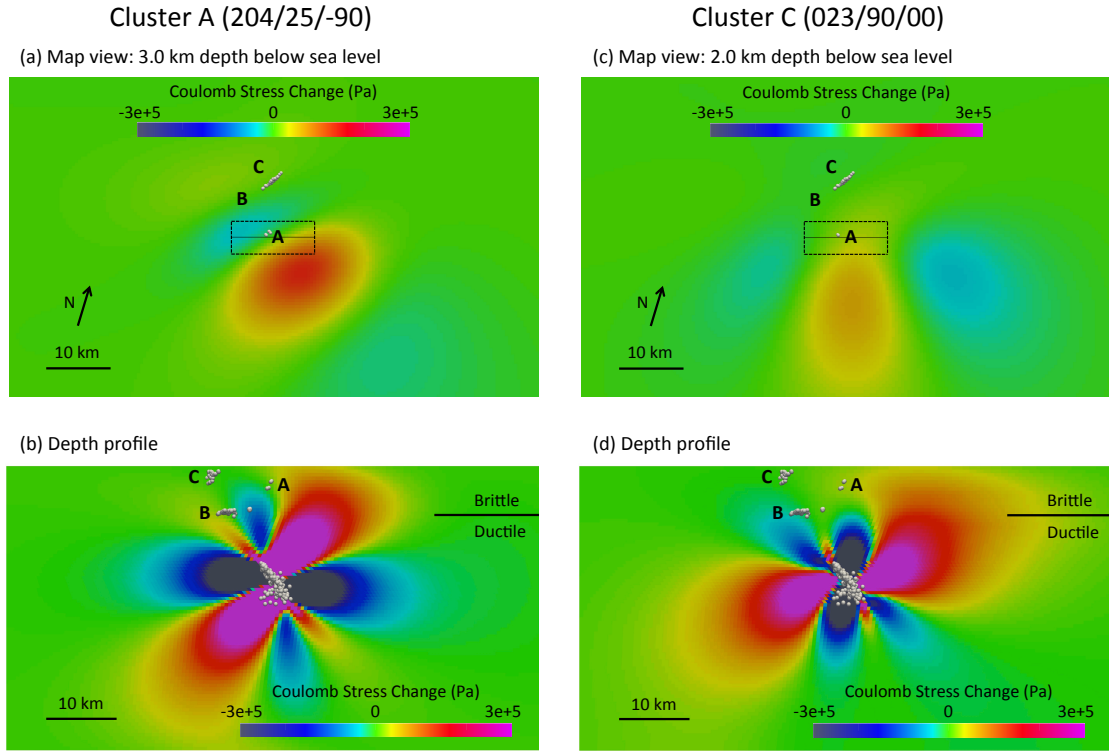 Cluster A (204/25/-90)
(a) Map view: 3.0 km depth below sea level
Coulomb Stress Change (Pa)
-3e+5 0 3e+5
C
B
A
N
10 km
(b) Depth profile
C
A
B
Brittle
Ductile
10 km
Coulomb Stress Change (Pa)
-3e+5 0 3e+5
Cluster C (023/90/00)
(c) Map view: 2.0 km depth below sea level
Coulomb Stress Change (Pa)
-3e+5 0 3e+5
C
B
A
N
10 km
(d) Depth profile
C
A
B
Brittle
Ductile
10 km
Coulomb Stress Change (Pa)
-3e+5 0 3e+5